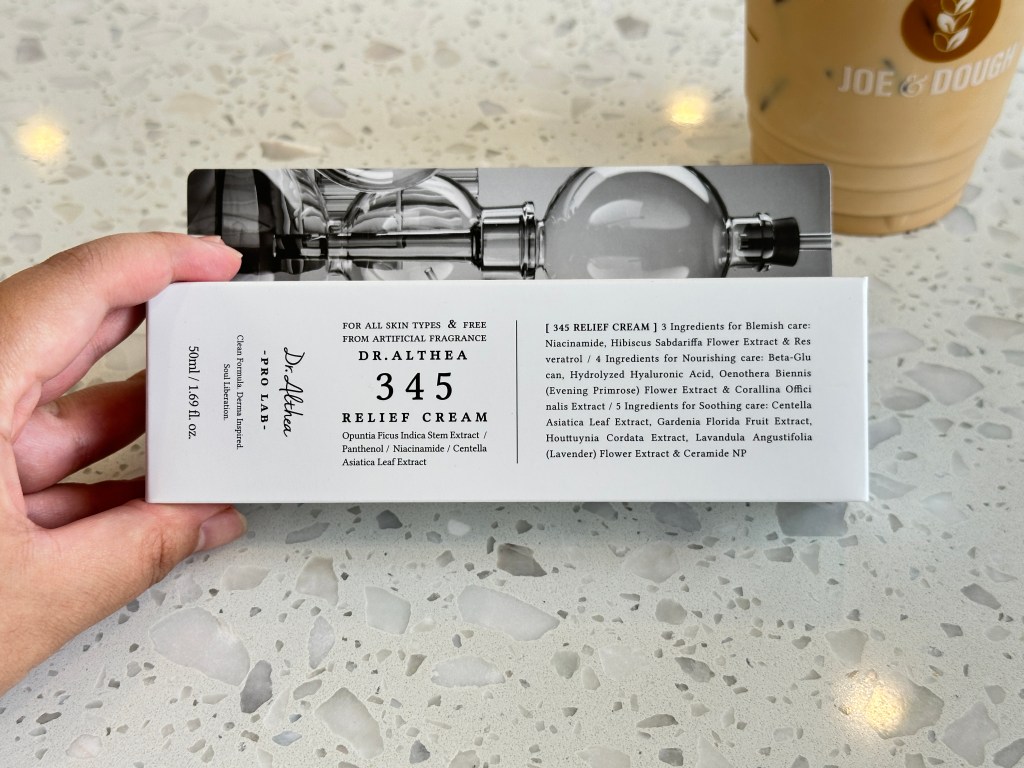 JOE & DOUGH
50ml / 1.69 fl. oz.
Clean Formula. Derma Inspired.
Soul Liberation.
-PRO LAB-
Dr.Althea
FOR ALL SKIN TYPES & FREE
FROM ARTIFICIAL FRAGRANCE
DR.ALTHEA
345
RELIEF CREAM
Opuntia Ficus Indica Stem Extract /
Panthenol / Niacinamide / Centella
Asiatica Leaf Extract
[ 345 RELIEF CREAM ] 3 Ingredients for Blemish care:
Niacinamide, Hibiscus Sabdariffa Flower Extract & Res
veratrol / 4 Ingredients for Nourishing care: Beta-Glu
can, Hydrolyzed Hyaluronic Acid, Oenothera Biennis
(Evening Primrose) Flower Extract & Corallina Offici
nalis Extract / 5 Ingredients for Soothing care: Centella
Asiatica Leaf Extract, Gardenia Florida Fruit Extract,
Houttuynia Cordata Extract, Lavandula Angustifolia
(Lavender) Flower Extract & Ceramide NP